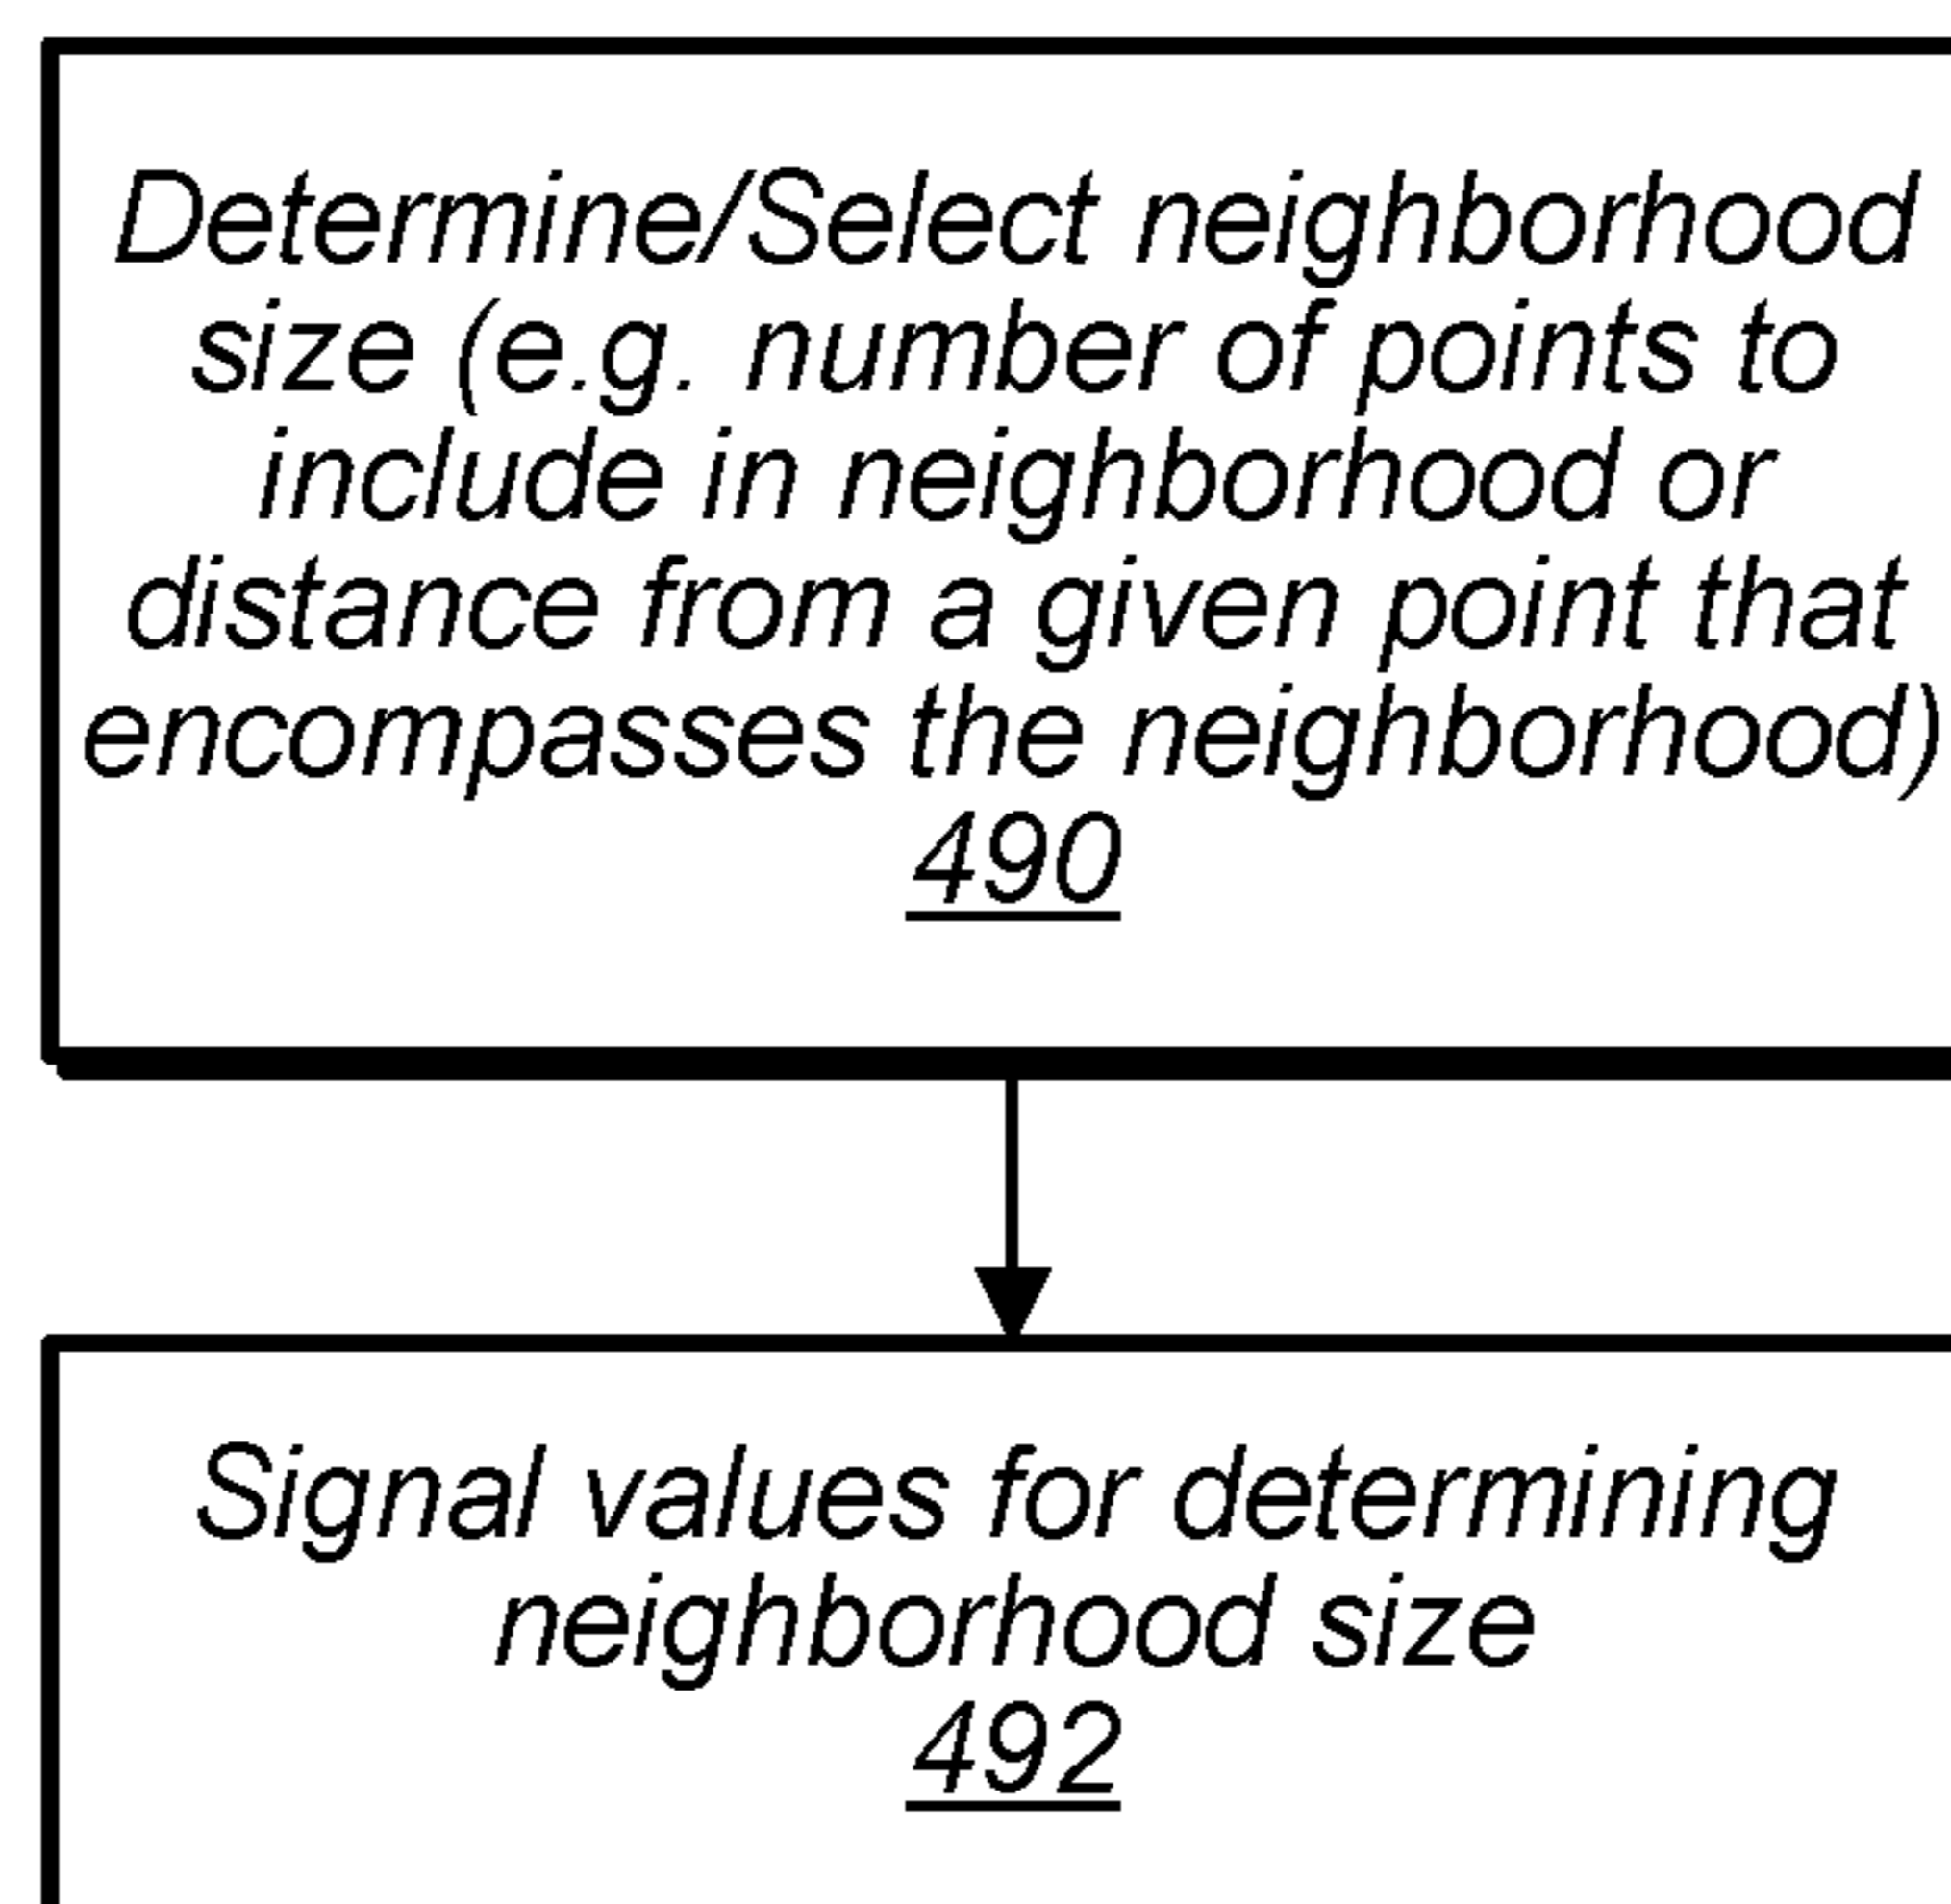 Determine/Select neighborhood
size (e.g. number of points to
include in neighborhood or
distance from a given point that
encompasses the neighborhood)
490
Signal values for determining
neighborhood size
492